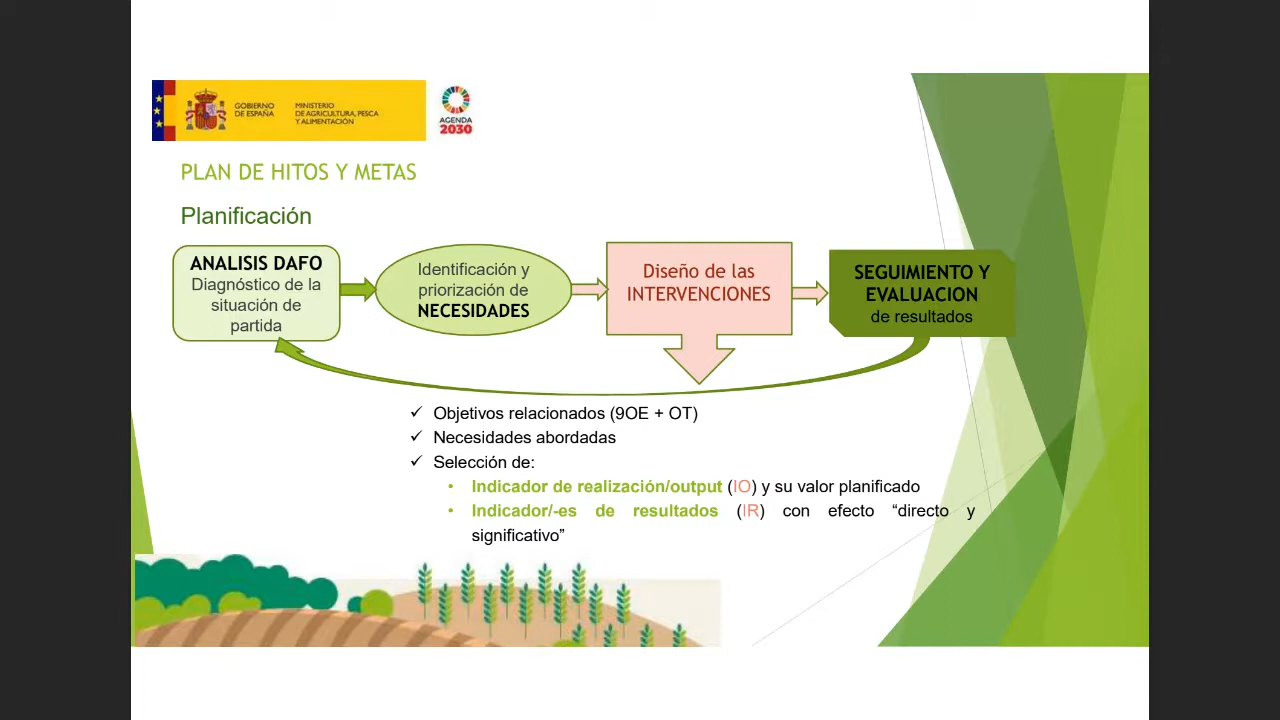 GOBIERNO
DE ESPAÑA
MINISTERIO
DE AGRICULTURA, PESCA
Y ALIMENTACIÓN
AGENDA
2030
PLAN DE HITOS Y METAS
Planificación
ANALISIS DAFO
Diagnóstico de la
situación de
partida
Identificación y
priorización de
NECESIDADES
Diseño de las
INTERVENCIONES
SEGUIMIENTO Y
EVALUACION
de resultados
✓ Objetivos relacionados (9OE + OT)
✓ Necesidades abordadas
✓ Selección de:
• Indicador de realización/output (IO) y su valor planificado
• Indicador/-es de resultados (IR) con efecto “directo y
significativo”